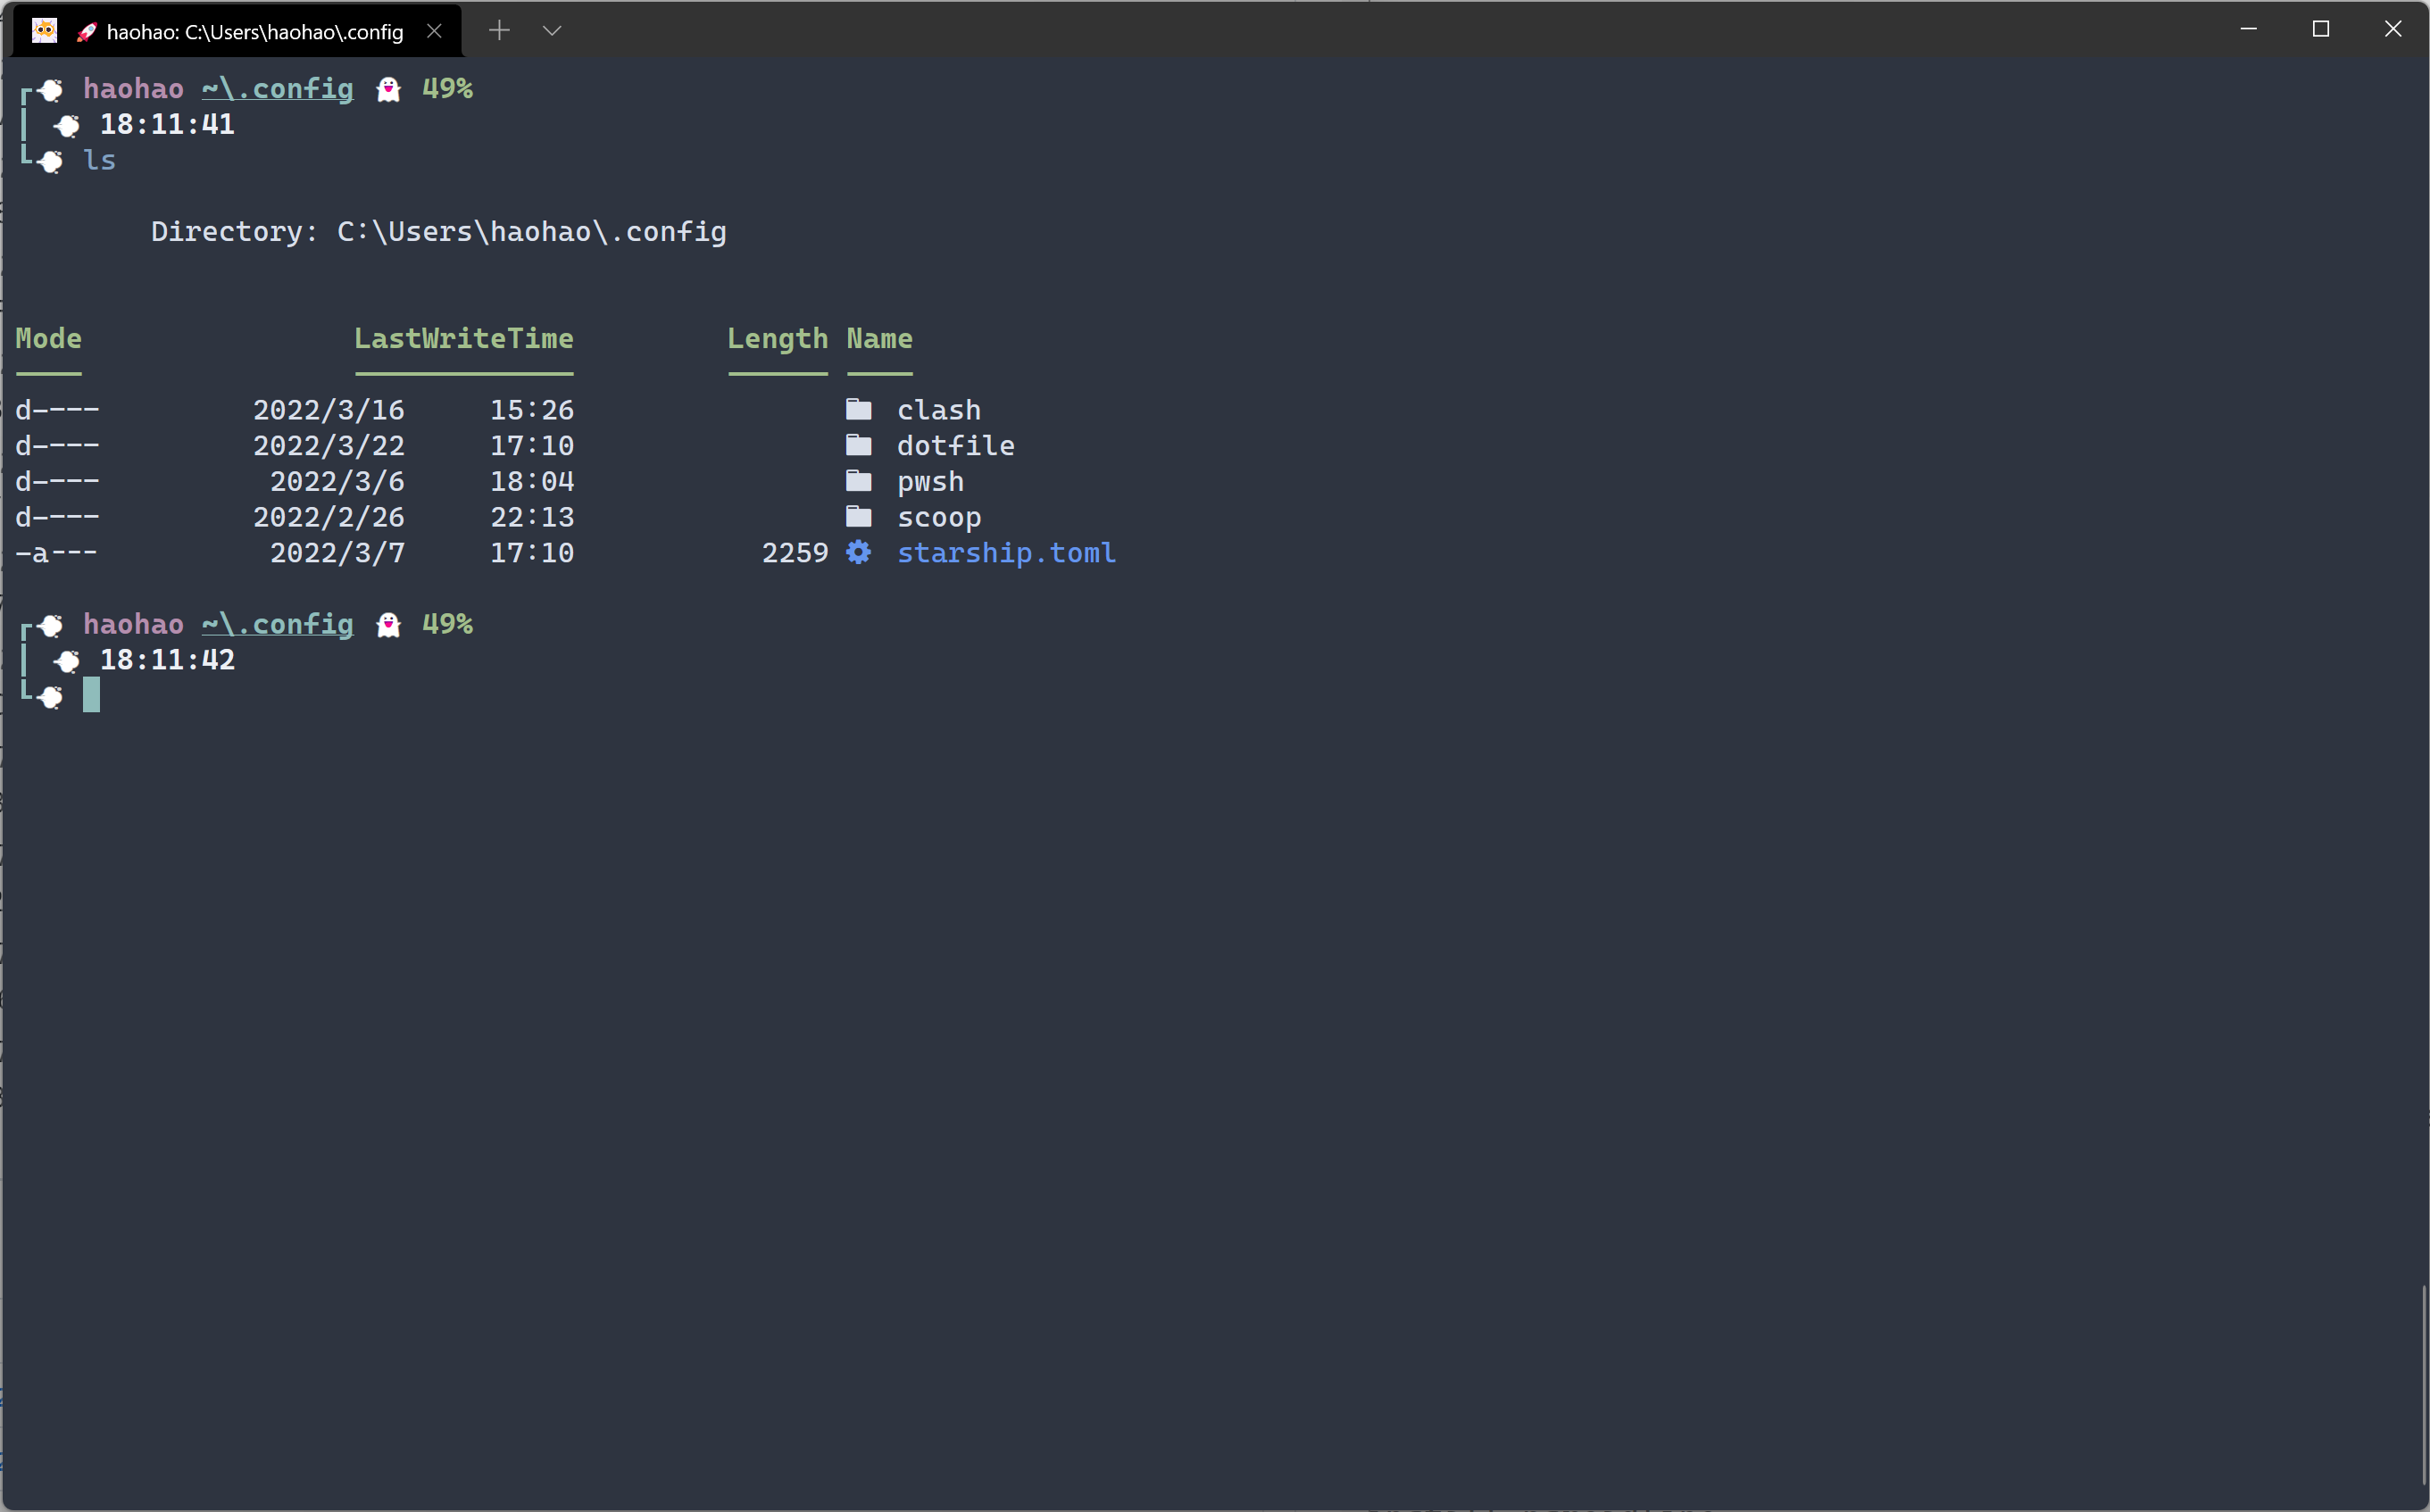 haohao: C:\Users\haohao\.config
haohao ~\.config 49%
18:11:41
ls
Directory: C:\Users\haohao\.config
Mode LastWriteTime Length Name
d---- 2022/3/16 15:26 clash
d---- 2022/3/22 17:10 dotfile
d---- 2022/3/6 18:04 pwsh
d---- 2022/2/26 22:13 scoop
-a--- 2022/3/7 17:10 2259 starship.toml
haohao ~\.config 49%
18:11:42